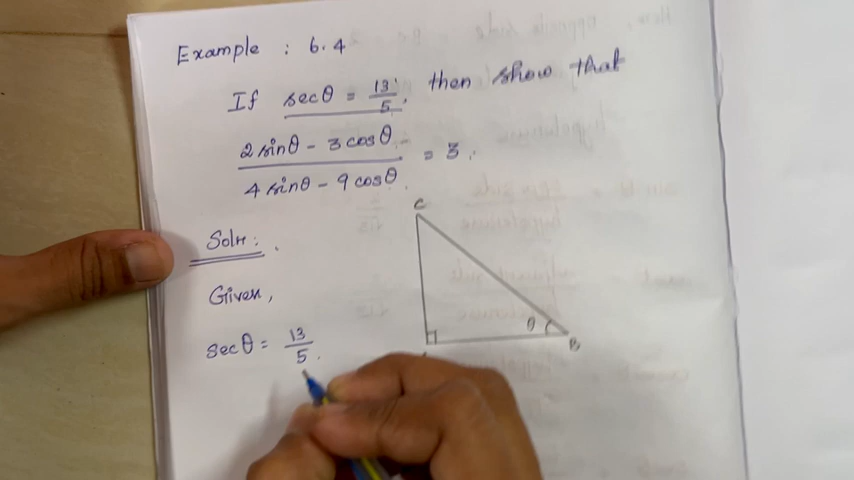 Example : 6.4
If secθ = 13/5, then show that
2 sinθ - 3 cosθ / 4 sinθ - 9 cosθ = 3.
Soln:
Given,
secθ = 13/5.
C
θ
B